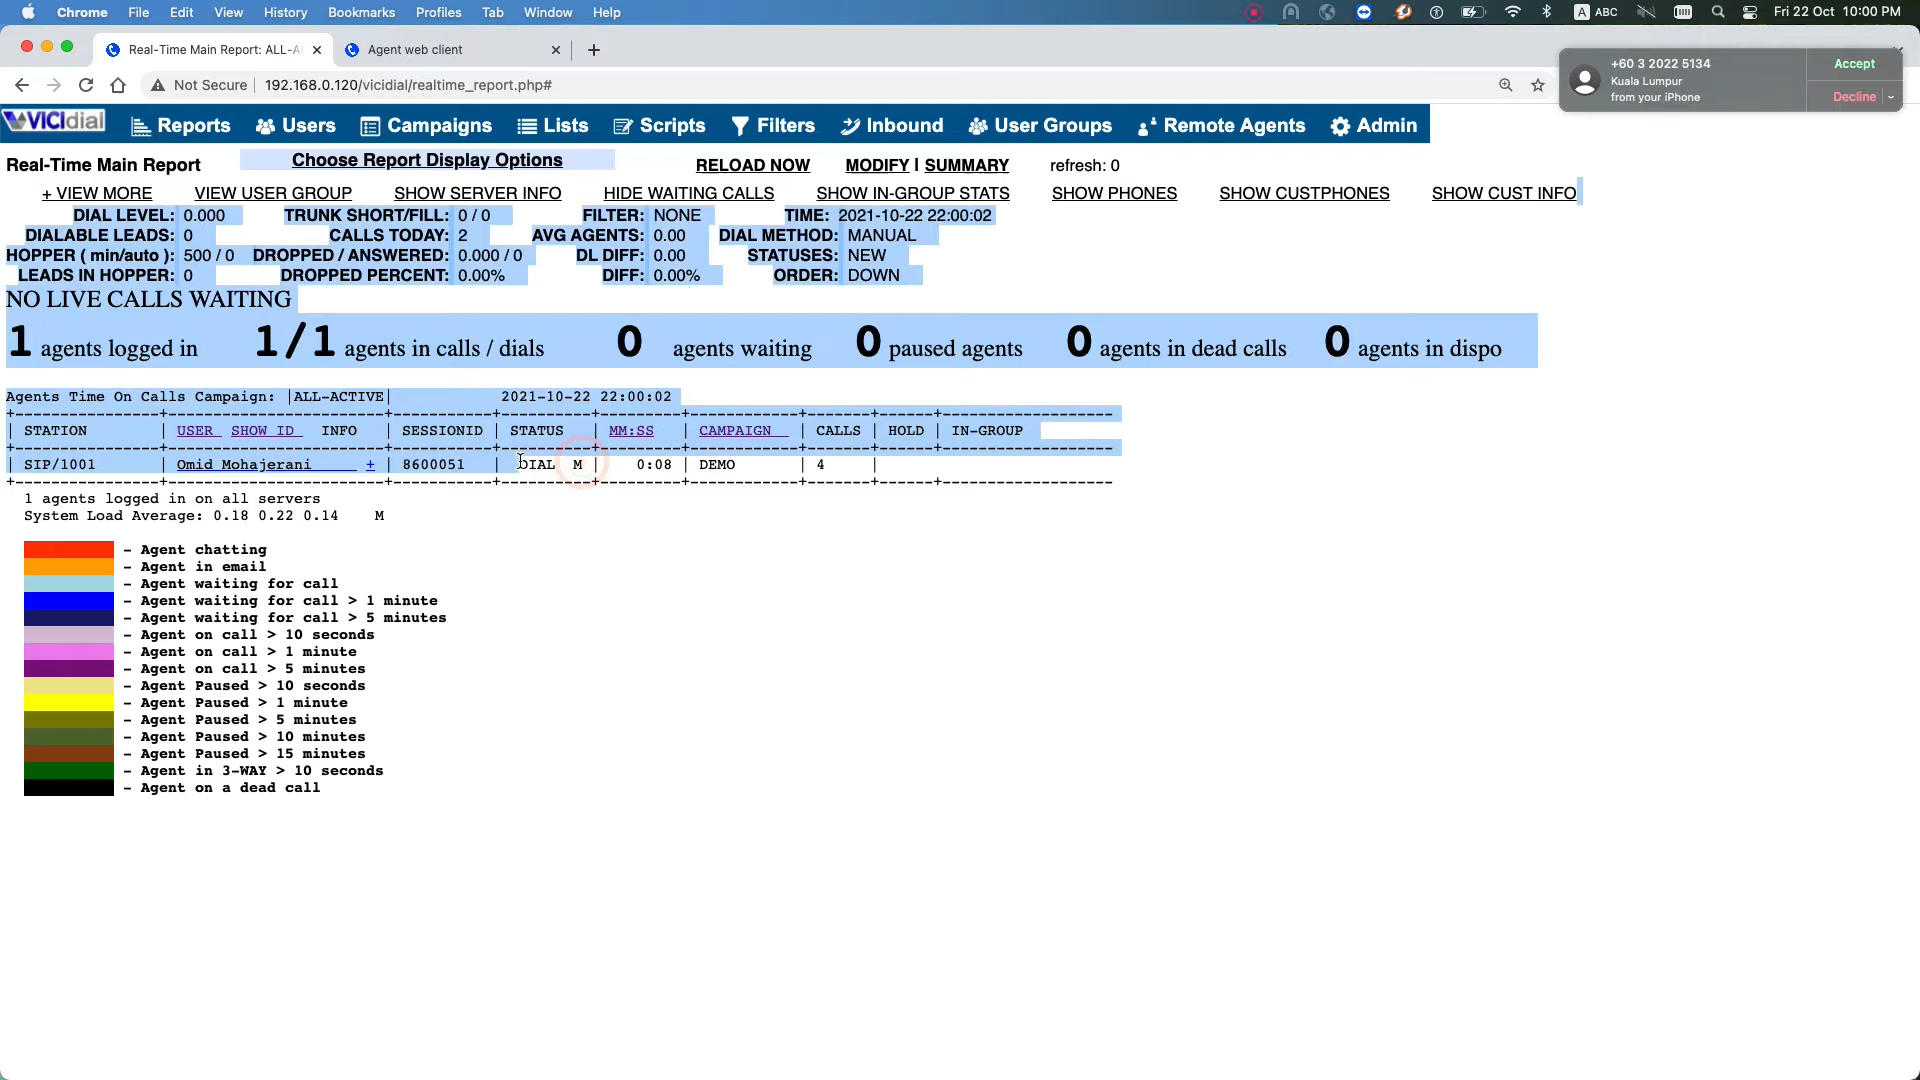 Chrome File Edit View History Bookmarks Profiles Tab Window Help A ABC Fri 22 Oct 10:00 PM
Real-Time Main Report: ALL-A Agent web client
+60 3 2022 5134
Kuala Lumpur
from your iPhone
Accept
Decline
Not Secure 192.168.0.120/vicidial/realtime_report.php#
VICIdial Reports Users Campaigns Lists Scripts Filters Inbound User Groups Remote Agents Admin
Real-Time Main Report Choose Report Display Options RELOAD NOW MODIFY | SUMMARY refresh: 0
+ VIEW MORE VIEW USER GROUP SHOW SERVER INFO HIDE WAITING CALLS SHOW IN-GROUP STATS SHOW PHONES SHOW CUSTPHONES SHOW CUST INFO
DIAL LEVEL: 0.000 TRUNK SHORT/FILL: 0 / 0 FILTER: NONE TIME: 2021-10-22 22:00:02
DIALABLE LEADS: 0 CALLS TODAY: 2 AVG AGENTS: 0.00 DIAL METHOD: MANUAL
HOPPER ( min/auto ): 500 / 0 DROPPED / ANSWERED: 0.000 / 0 DL DIFF: 0.00 STATUSES: NEW
LEADS IN HOPPER: 0 DROPPED PERCENT: 0.00% DIFF: 0.00% ORDER: DOWN
NO LIVE CALLS WAITING
1 agents logged in 1/1 agents in calls / dials 0 agents waiting 0 paused agents 0 agents in dead calls 0 agents in dispo
Agents Time On Calls Campaign: |ALL-ACTIVE| 2021-10-22 22:00:02
| STATION | USER SHOW ID INFO | SESSIONID | STATUS | MM:SS | CAMPAIGN | CALLS | HOLD | IN-GROUP
| SIP/1001 | Omid Mohajerani + | 8600051 | DIAL M | 0:08 | DEMO | 4 |
1 agents logged in on all servers
System Load Average: 0.18 0.22 0.14 M
- Agent chatting
- Agent in email
- Agent waiting for call
- Agent waiting for call > 1 minute
- Agent waiting for call > 5 minutes
- Agent on call > 10 seconds
- Agent on call > 1 minute
- Agent on call > 5 minutes
- Agent Paused > 10 seconds
- Agent Paused > 1 minute
- Agent Paused > 5 minutes
- Agent Paused > 10 minutes
- Agent Paused > 15 minutes
- Agent in 3-WAY > 10 seconds
- Agent on a dead call